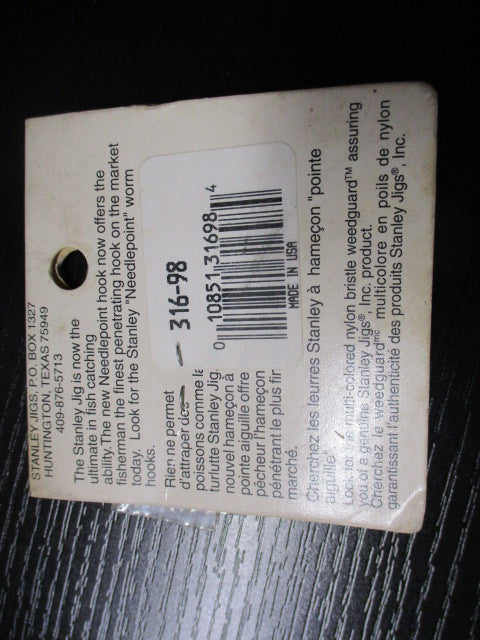 STANLEY JIGS, P.O. BOX 1327
HUNTINGTON, TEXAS 75949
409-876-5713
The Stanley Jig is now the
ultimate in fish catching
ability. The new Needlepoint hook now offers the
fisherman the finest penetrating hook on the market
today. Look for the Stanley "Needlepoint" worm
hooks.
316-98
0 10851 31698 4
MADE IN USA
Rien ne permet
d'attraper des
poissons comme la
turlutte Stanley Jig.
nouvel hameçon à
pointe aiguille offre
pêcheur l'hameçon
pénétrant le plus fin
marché.
Cherchez les leurres Stanley à hameçon "pointe
aiguille".
Look for the multi-colored nylon bristle weedguard™ assuring
you of a genuine Stanley Jigs®, Inc. product.
Cherchez le weedguardᵐᶜ multicolore en poils de nylon
garantissant l'authenticité des produits Stanley Jigs®, Inc.